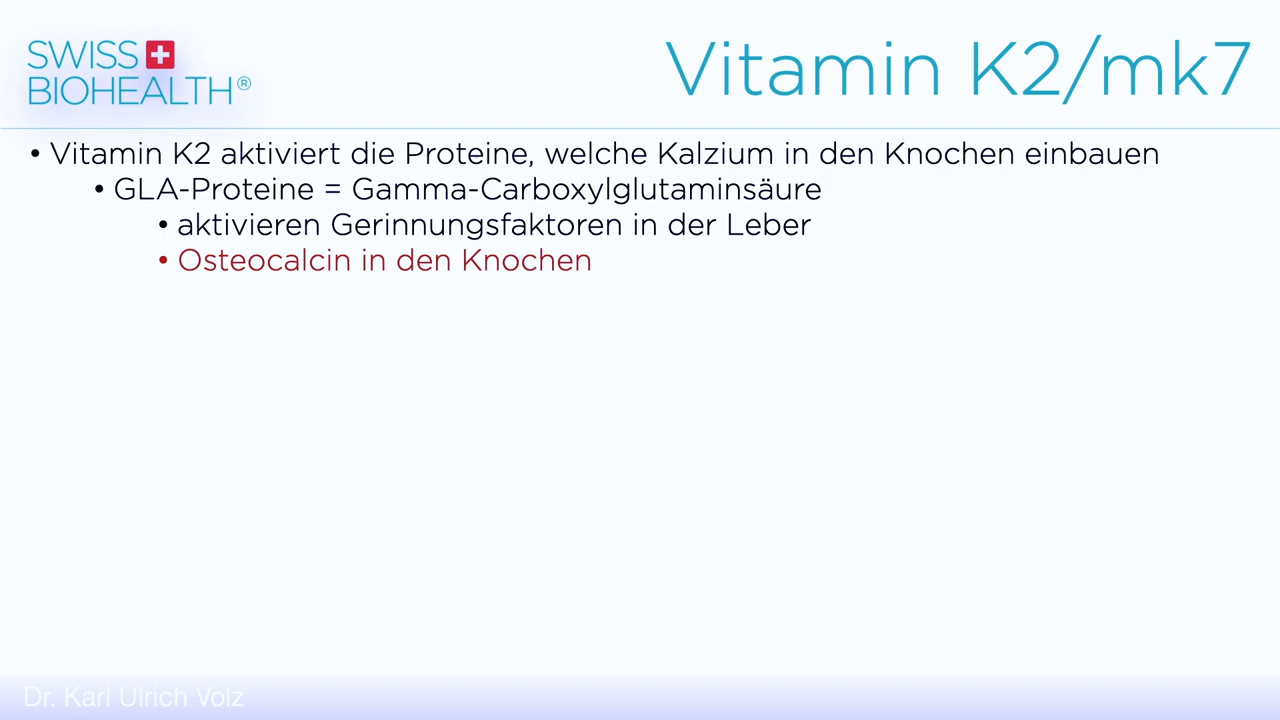 SWISS
BIOHEALTH®
Vitamin K2/mk7
• Vitamin K2 aktiviert die Proteine, welche Kalzium in den Knochen einbauen
• GLA-Proteine = Gamma-Carboxylglutaminsäure
• aktivieren Gerinnungsfaktoren in der Leber
• Osteocalcin in den Knochen
Dr. Karl Ulrich Volz